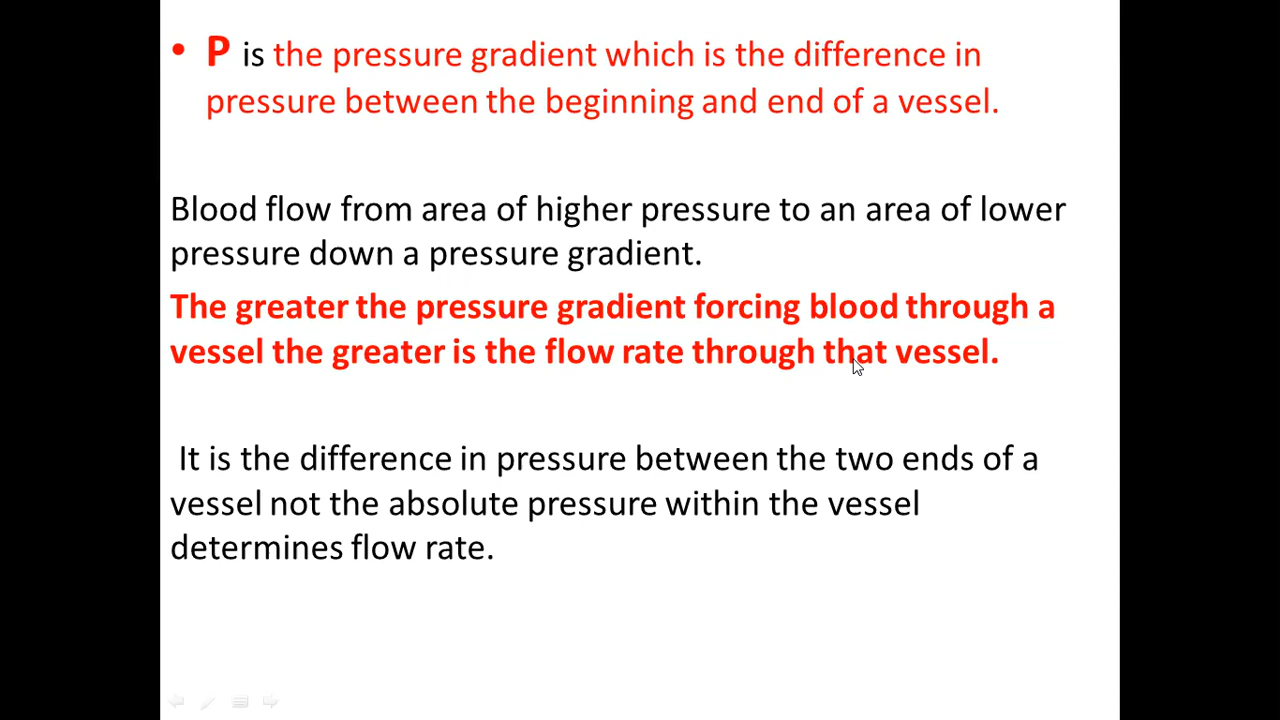 • P is the pressure gradient which is the difference in
pressure between the beginning and end of a vessel.
Blood flow from area of higher pressure to an area of lower
pressure down a pressure gradient.
The greater the pressure gradient forcing blood through a
vessel the greater is the flow rate through that vessel.
It is the difference in pressure between the two ends of a
vessel not the absolute pressure within the vessel
determines flow rate.